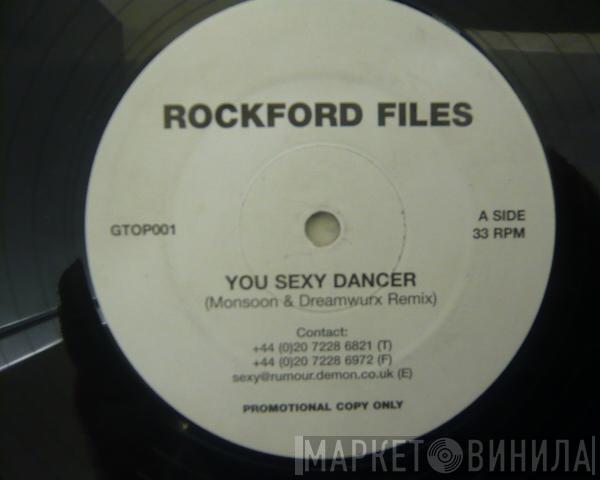 ROCKFORD FILES
GTOP001
A SIDE
33 RPM
YOU SEXY DANCER
(Monsoon & Dreamwurx Remix)
Contact:
+44 (0)20 7228 6821 (T)
+44 (0)20 7228 6972 (F)
sexy@rumour.demon.co.uk (E)
PROMOTIONAL COPY ONLY
МАРКЕТ ВИНИЛА